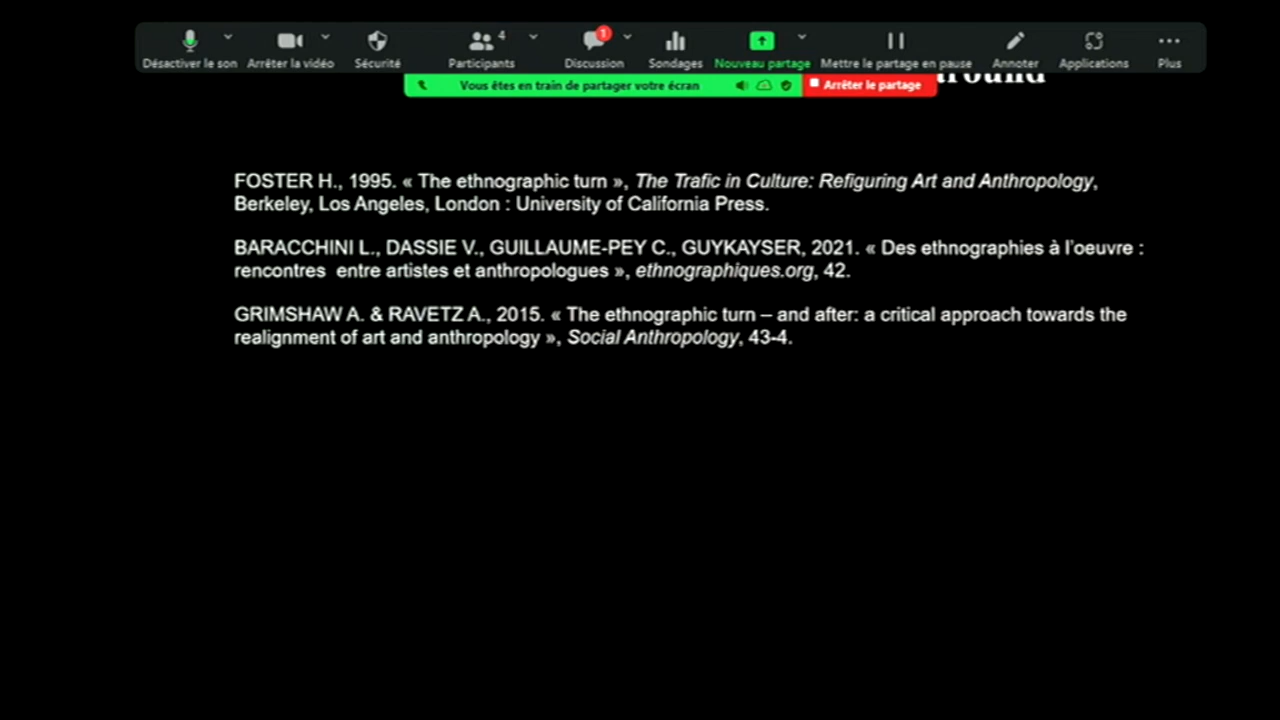 4
1
Désactiver le son Arrêter la vidéo Sécurité Participants Discussion Sondages Nouveau partage Mettre le partage en pause Annoter Applications Plus
Vous êtes en train de partager votre écran Arrêter le partage
FOSTER H., 1995. « The ethnographic turn », The Trafic in Culture: Refiguring Art and Anthropology,
Berkeley, Los Angeles, London : University of California Press.
BARACCHINI L., DASSIE V., GUILLAUME-PEY C., GUYKAYSER, 2021. « Des ethnographies à l’oeuvre :
rencontres entre artistes et anthropologues », ethnographiques.org, 42.
GRIMSHAW A. & RAVETZ A., 2015. « The ethnographic turn – and after: a critical approach towards the
realignment of art and anthropology », Social Anthropology, 43-4.